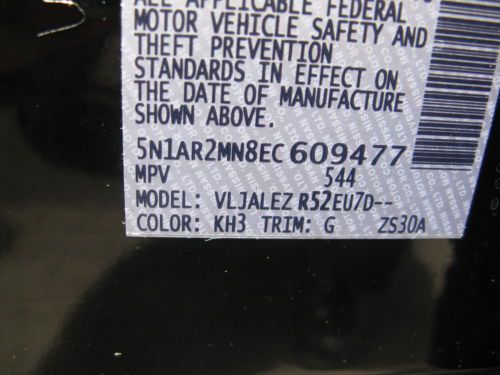 ALL APPLICABLE FEDERAL
MOTOR VEHICLE SAFETY AND
THEFT PREVENTION
STANDARDS IN EFFECT ON
THE DATE OF MANUFACTURE
SHOWN ABOVE.
5N1AR2MN8EC609477
MPV 544
MODEL: VLJALEZ R52EU7D--
COLOR: KH3 TRIM: G ZS30A